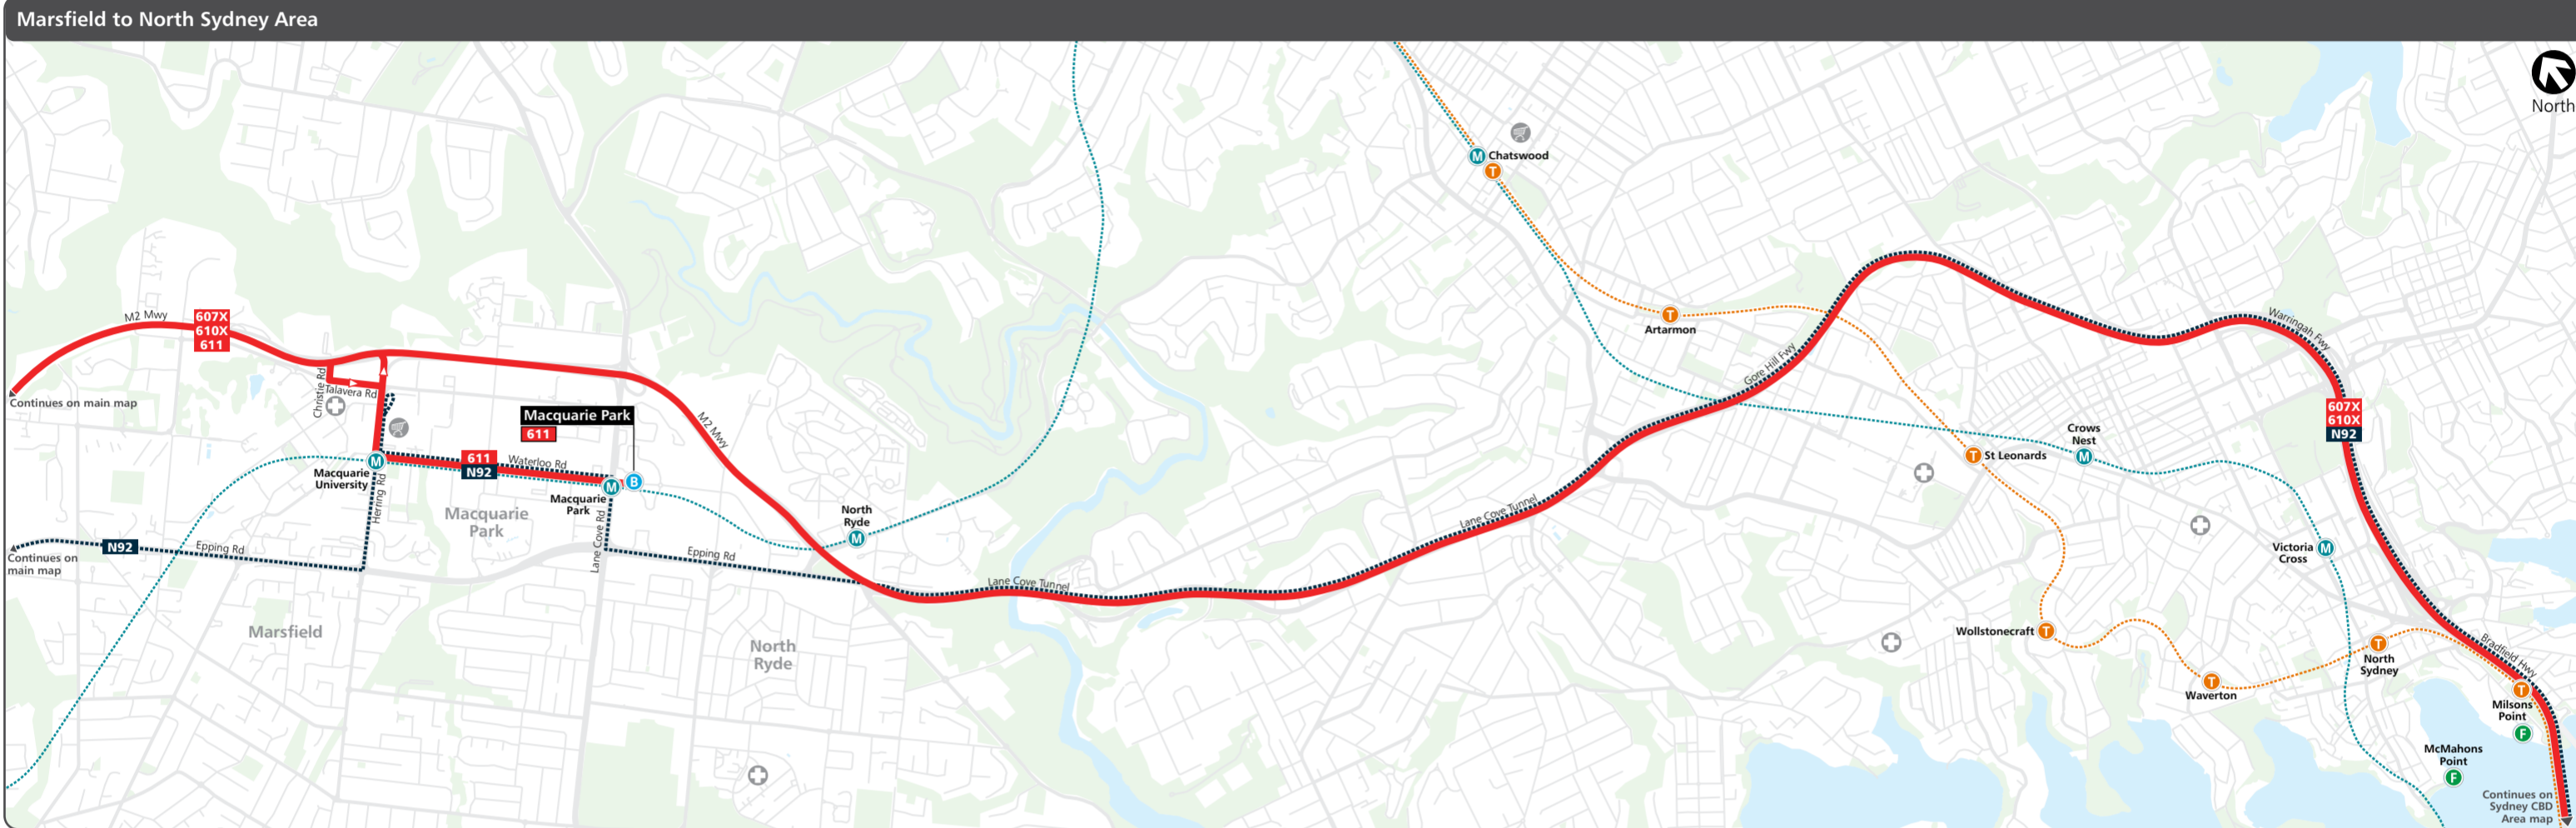 Marsfield to North Sydney Area
North
M
Chatswood
T
M2 Mwy
607X
610X
611
Continues on main map
Christie Rd
Talavera Rd
Macquarie Park
611
M2 Mwy
611
N92
Waterloo Rd
M
Macquarie
University
Herring Rd
M
B
Macquarie
Park
Macquarie
Park
Lane Cove Rd
North
Ryde
M
N92
Continues on
main map
Epping Rd
Epping Rd
Marsfield
North
Ryde
Lane Cove Tunnel
Lane Cove Tunnel
T
Artarmon
Gore Hill Fwy
Warringah Fwy
607X
610X
N92
T
St Leonards
Crows
Nest
M
Victoria
Cross
M
Wollstonecraft
T
T
Waverton
T
North
Sydney
Bradfield Hwy
T
Milsons
Point
F
McMahons
Point
F
Continues on
Sydney CBD
Area map